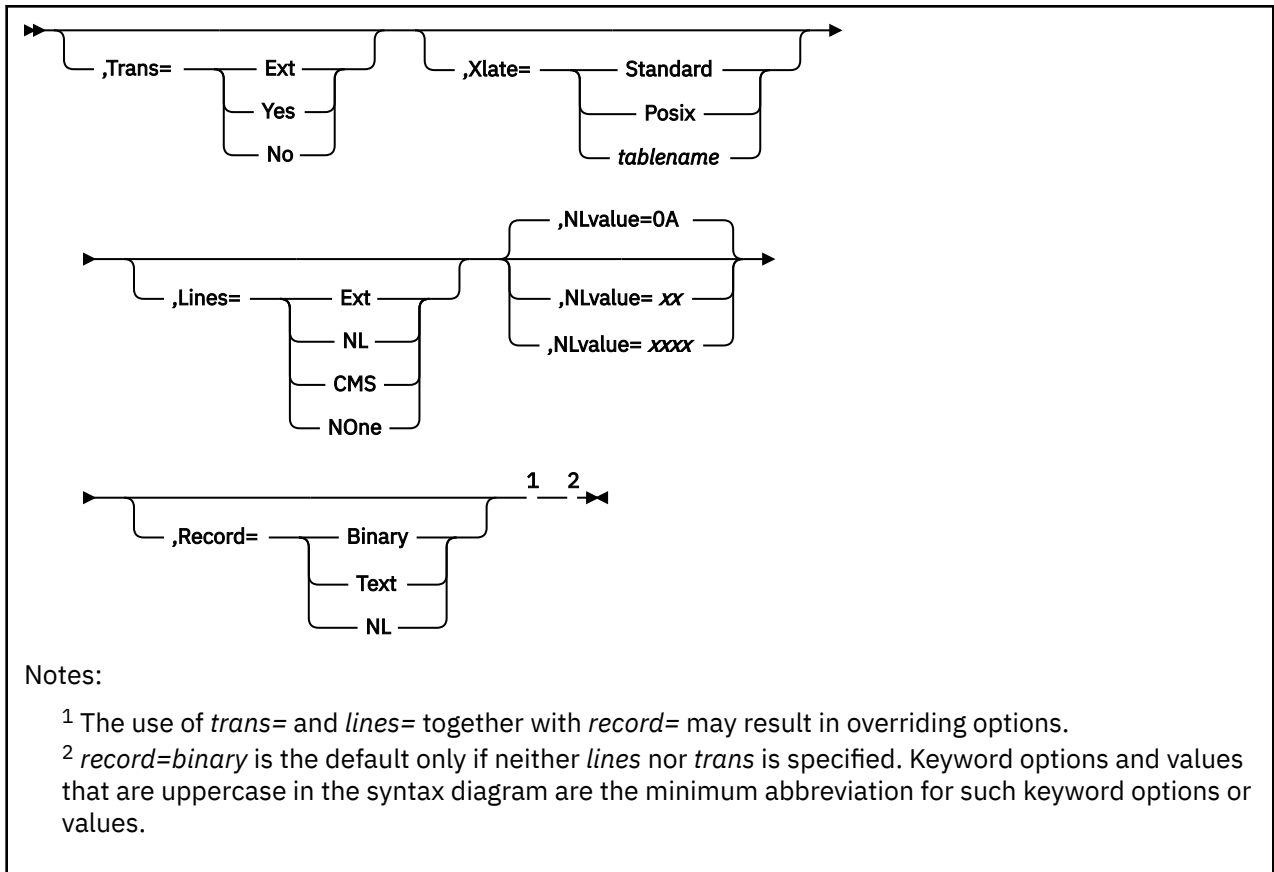 ,Trans= Ext ,Xlate= Standard
Yes Posix
No tablename
,NLvalue=0A
,Lines= Ext ,NLvalue= xx
NL ,NLvalue= xxxx
CMS
NOne
1 2
,Record= Binary
Text
NL
Notes:
1 The use of trans= and lines= together with record= may result in overriding options.
2 record=binary is the default only if neither lines nor trans is specified. Keyword options and values
that are uppercase in the syntax diagram are the minimum abbreviation for such keyword options or
values.